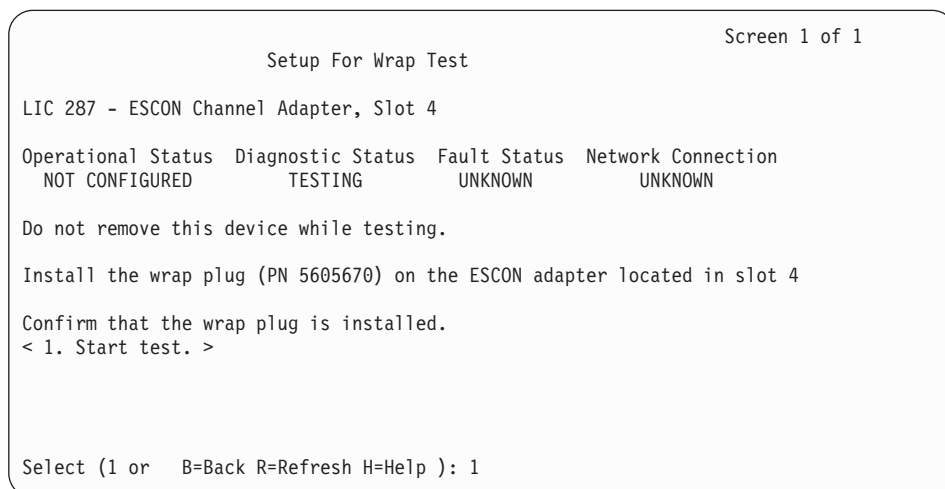 Screen 1 of 1
Setup For Wrap Test
LIC 287 - ESCON Channel Adapter, Slot 4
Operational Status Diagnostic Status Fault Status Network Connection
NOT CONFIGURED TESTING UNKNOWN UNKNOWN
Do not remove this device while testing.
Install the wrap plug (PN 5605670) on the ESCON adapter located in slot 4
Confirm that the wrap plug is installed.
< 1. Start test. >
Select (1 or B=Back R=Refresh H=Help ): 1